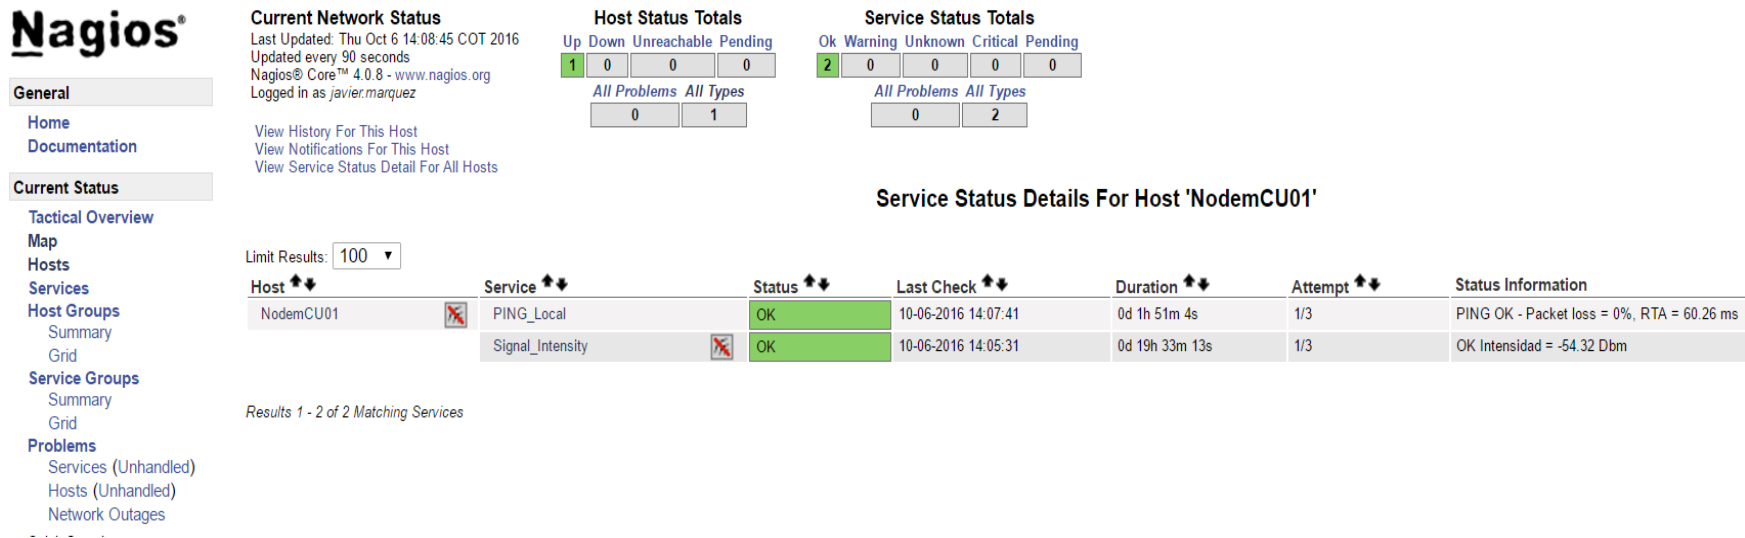 Nagios®
General
Home
Documentation
Current Status
Tactical Overview
Map
Hosts
Services
Host Groups
Summary
Grid
Service Groups
Summary
Grid
Problems
Services (Unhandled)
Hosts (Unhandled)
Network Outages
Current Network Status
Last Updated: Thu Oct 6 14:08:45 COT 2016
Updated every 90 seconds
Nagios® Core™ 4.0.8 - www.nagios.org
Logged in as javier.marquez
View History For This Host
View Notifications For This Host
View Service Status Detail For All Hosts
Host Status Totals
Up Down Unreachable Pending
1 0 0 0
All Problems All Types
0 1
Service Status Totals
Ok Warning Unknown Critical Pending
2 0 0 0 0
All Problems All Types
0 2
Service Status Details For Host 'NodemCU01'
Limit Results: 100
Host Service Status Last Check Duration Attempt Status Information
NodemCU01 PING_Local OK 10-06-2016 14:07:41 0d 1h 51m 4s 1/3 PING OK - Packet loss = 0%, RTA = 60.26 ms
Signal_Intensity OK 10-06-2016 14:05:31 0d 19h 33m 13s 1/3 OK Intensidad = -54.32 Dbm
Results 1 - 2 of 2 Matching Services